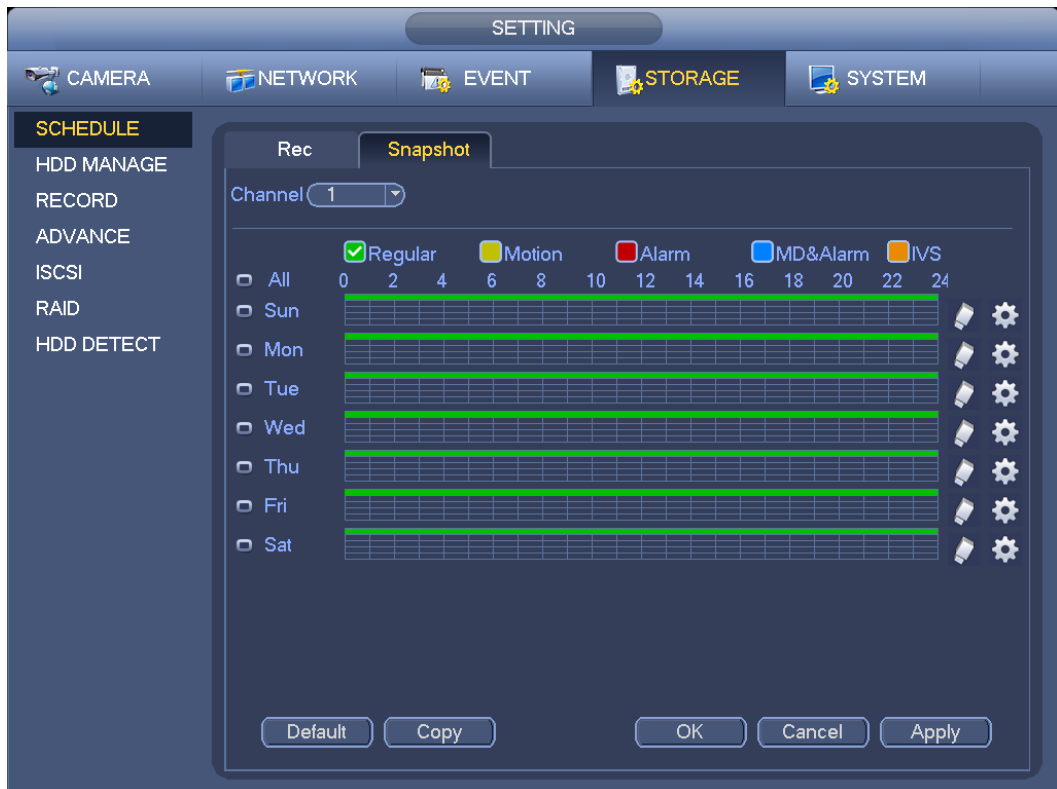 SETTING
CAMERA NETWORK EVENT STORAGE SYSTEM
SCHEDULE
HDD MANAGE
RECORD
ADVANCE
ISCSI
RAID
HDD DETECT
Rec Snapshot
Channel 1
Regular Motion Alarm MD&Alarm IVS
All 0 2 4 6 8 10 12 14 16 18 20 22 24
Sun
Mon
Tue
Wed
Thu
Fri
Sat
Default Copy OK Cancel Apply